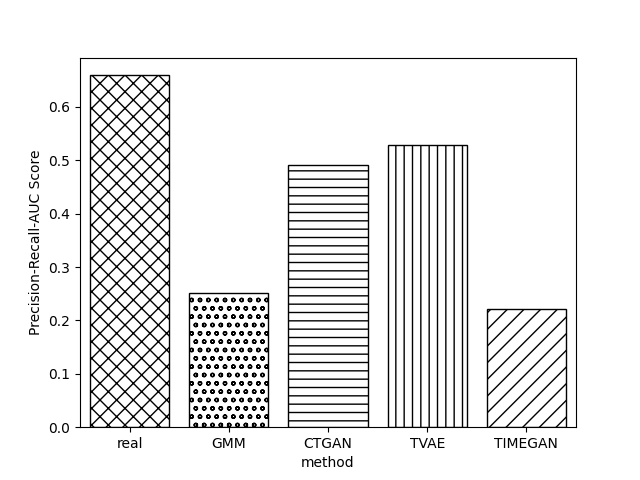 Precision-Recall-AUC Score
0.6
0.5
0.4
0.3
0.2
0.1
0.0
real GMM CTGAN TVAE TIMEGAN
method